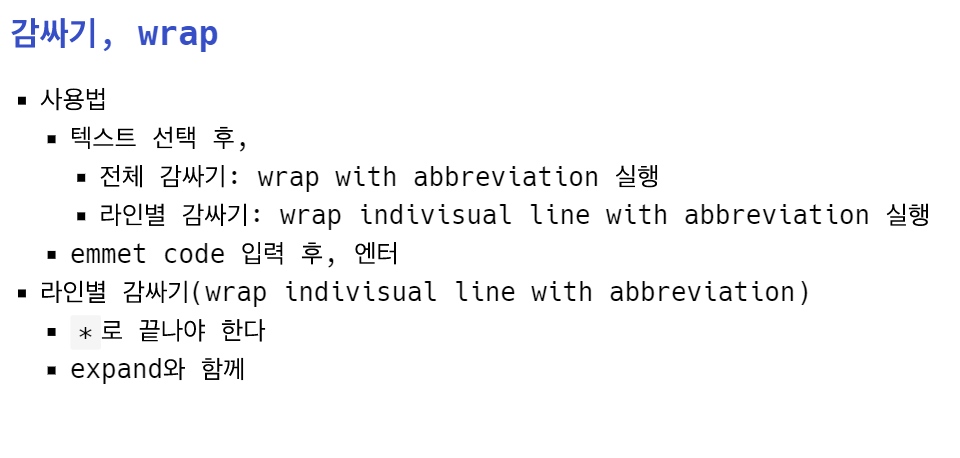 감싸기, wrap
▪ 사용법
▪ 텍스트 선택 후,
▪ 전체 감싸기: wrap with abbreviation 실행
▪ 라인별 감싸기: wrap indivisual line with abbreviation 실행
▪ emmet code 입력 후, 엔터
▪ 라인별 감싸기(wrap indivisual line with abbreviation)
▪ *로 끝나야 한다
▪ expand와 함께